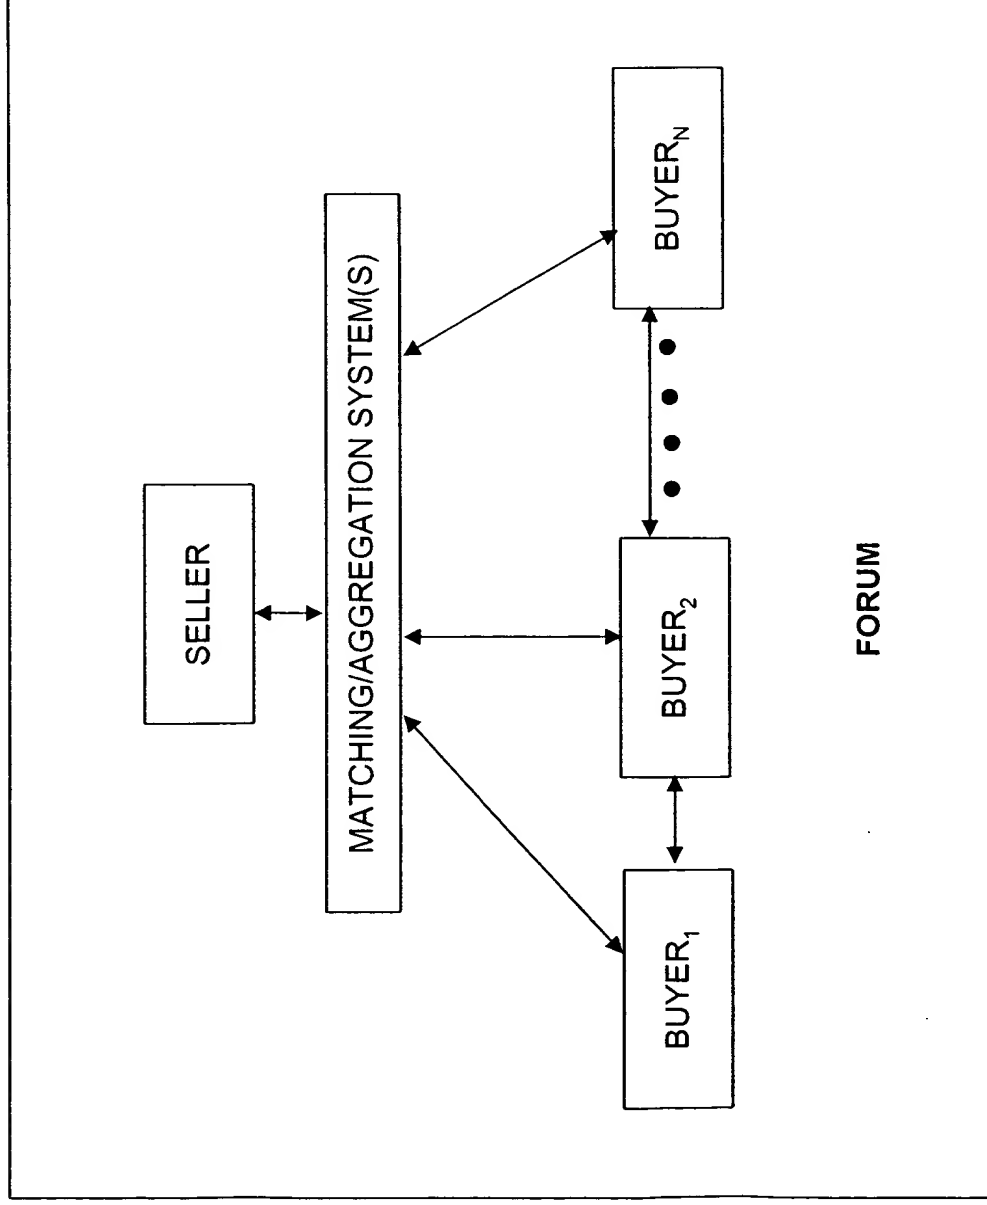 SELLER
MATCHING/AGGREGATION SYSTEM(S)
BUYER₁
BUYER₂
BUYERN
FORUM